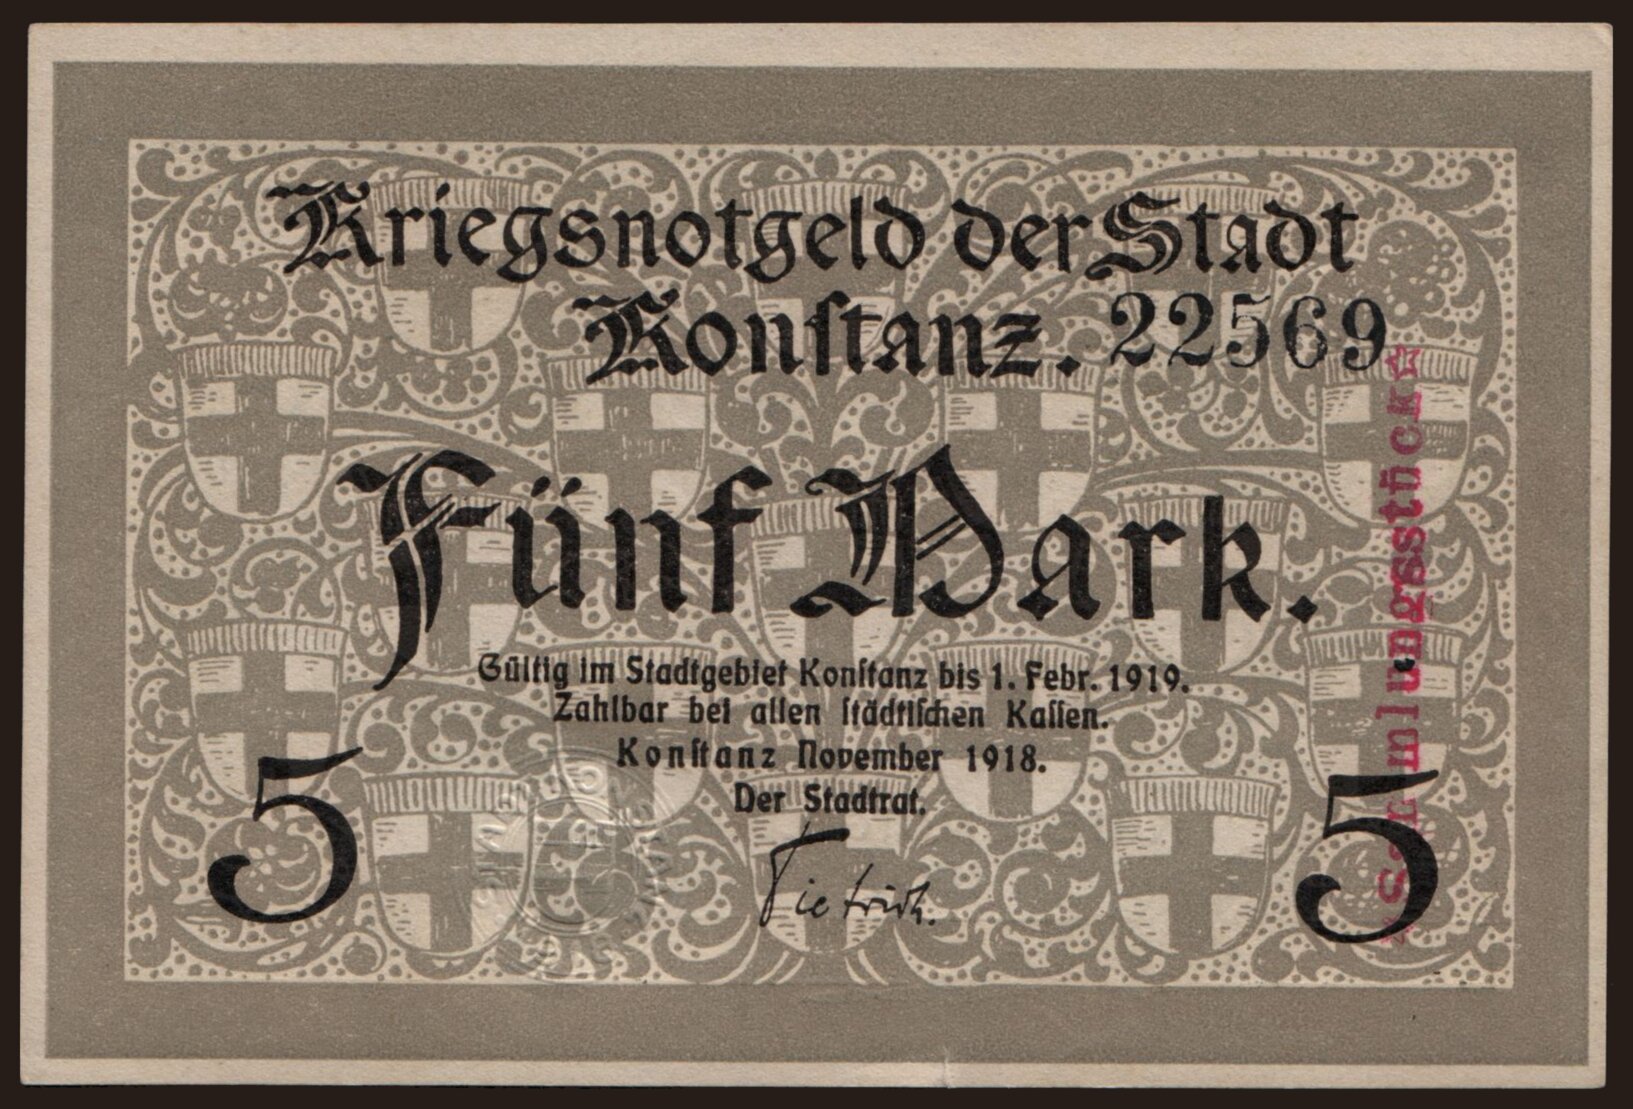 Kriegsnotgeld der Stadt
Konſtanz. 22569
Fünf Mark.
Gültig im Stadtgebiet Konſtanz bis 1. Febr. 1919.
Zahlbar bei allen ſtädtiſchen Kaſſen.
Konſtanz November 1918.
Der Stadtrat.
Dietrich.
5
5
☆Sammlungsstück☆